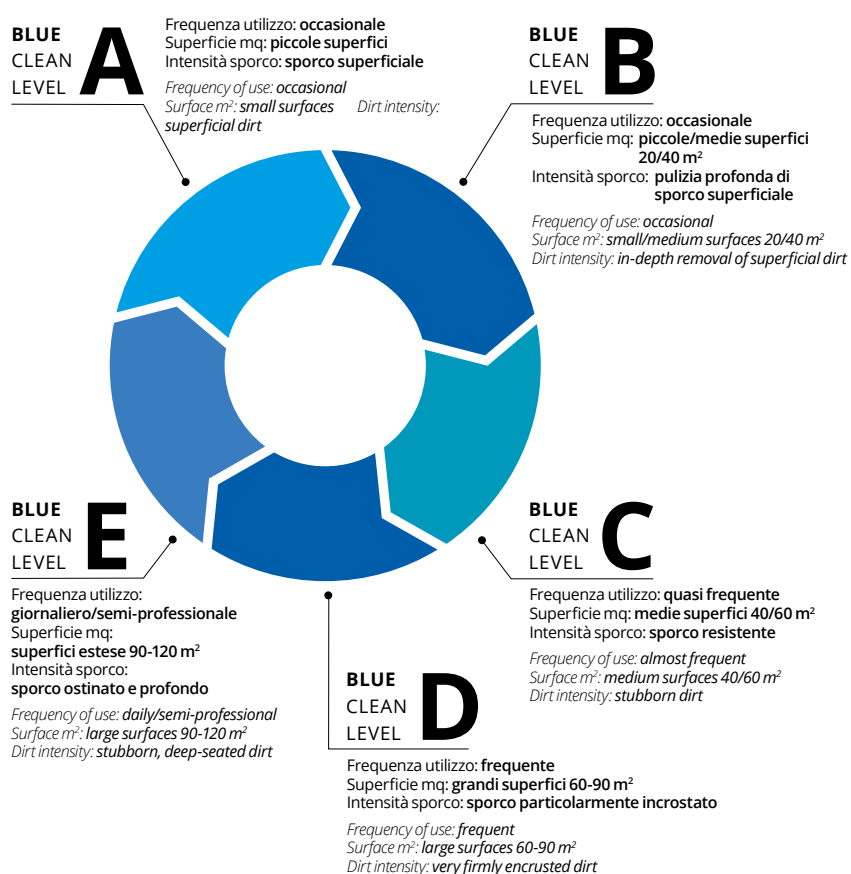 BLUE
CLEAN
LEVEL
A
Frequenza utilizzo: occasionale
Superficie mq: piccole superfici
Intensità sporco: sporco superficiale
Frequency of use: occasional
Surface m²: small surfaces Dirt intensity:
superficial dirt
BLUE
CLEAN
LEVEL
B
Frequenza utilizzo: occasionale
Superficie mq: piccole/medie superfici
20/40 m²
Intensità sporco: pulizia profonda di
sporco superficiale
Frequency of use: occasional
Surface m²: small/medium surfaces 20/40 m²
Dirt intensity: in-depth removal of superficial dirt
BLUE
CLEAN
LEVEL
C
Frequenza utilizzo: quasi frequente
Superficie mq: medie superfici 40/60 m²
Intensità sporco: sporco resistente
Frequency of use: almost frequent
Surface m²: medium surfaces 40/60 m²
Dirt intensity: stubborn dirt
BLUE
CLEAN
LEVEL
D
Frequenza utilizzo: frequente
Superficie mq: grandi superfici 60-90 m²
Intensità sporco: sporco particolarmente incrostato
Frequency of use: frequent
Surface m²: large surfaces 60-90 m²
Dirt intensity: very firmly encrusted dirt
BLUE
CLEAN
LEVEL
E
Frequenza utilizzo:
giornaliero/semi-professionale
Superficie mq:
superfici estese 90-120 m²
Intensità sporco:
sporco ostinato e profondo
Frequency of use: daily/semi-professional
Surface m²: large surfaces 90-120 m²
Dirt intensity: stubborn, deep-seated dirt